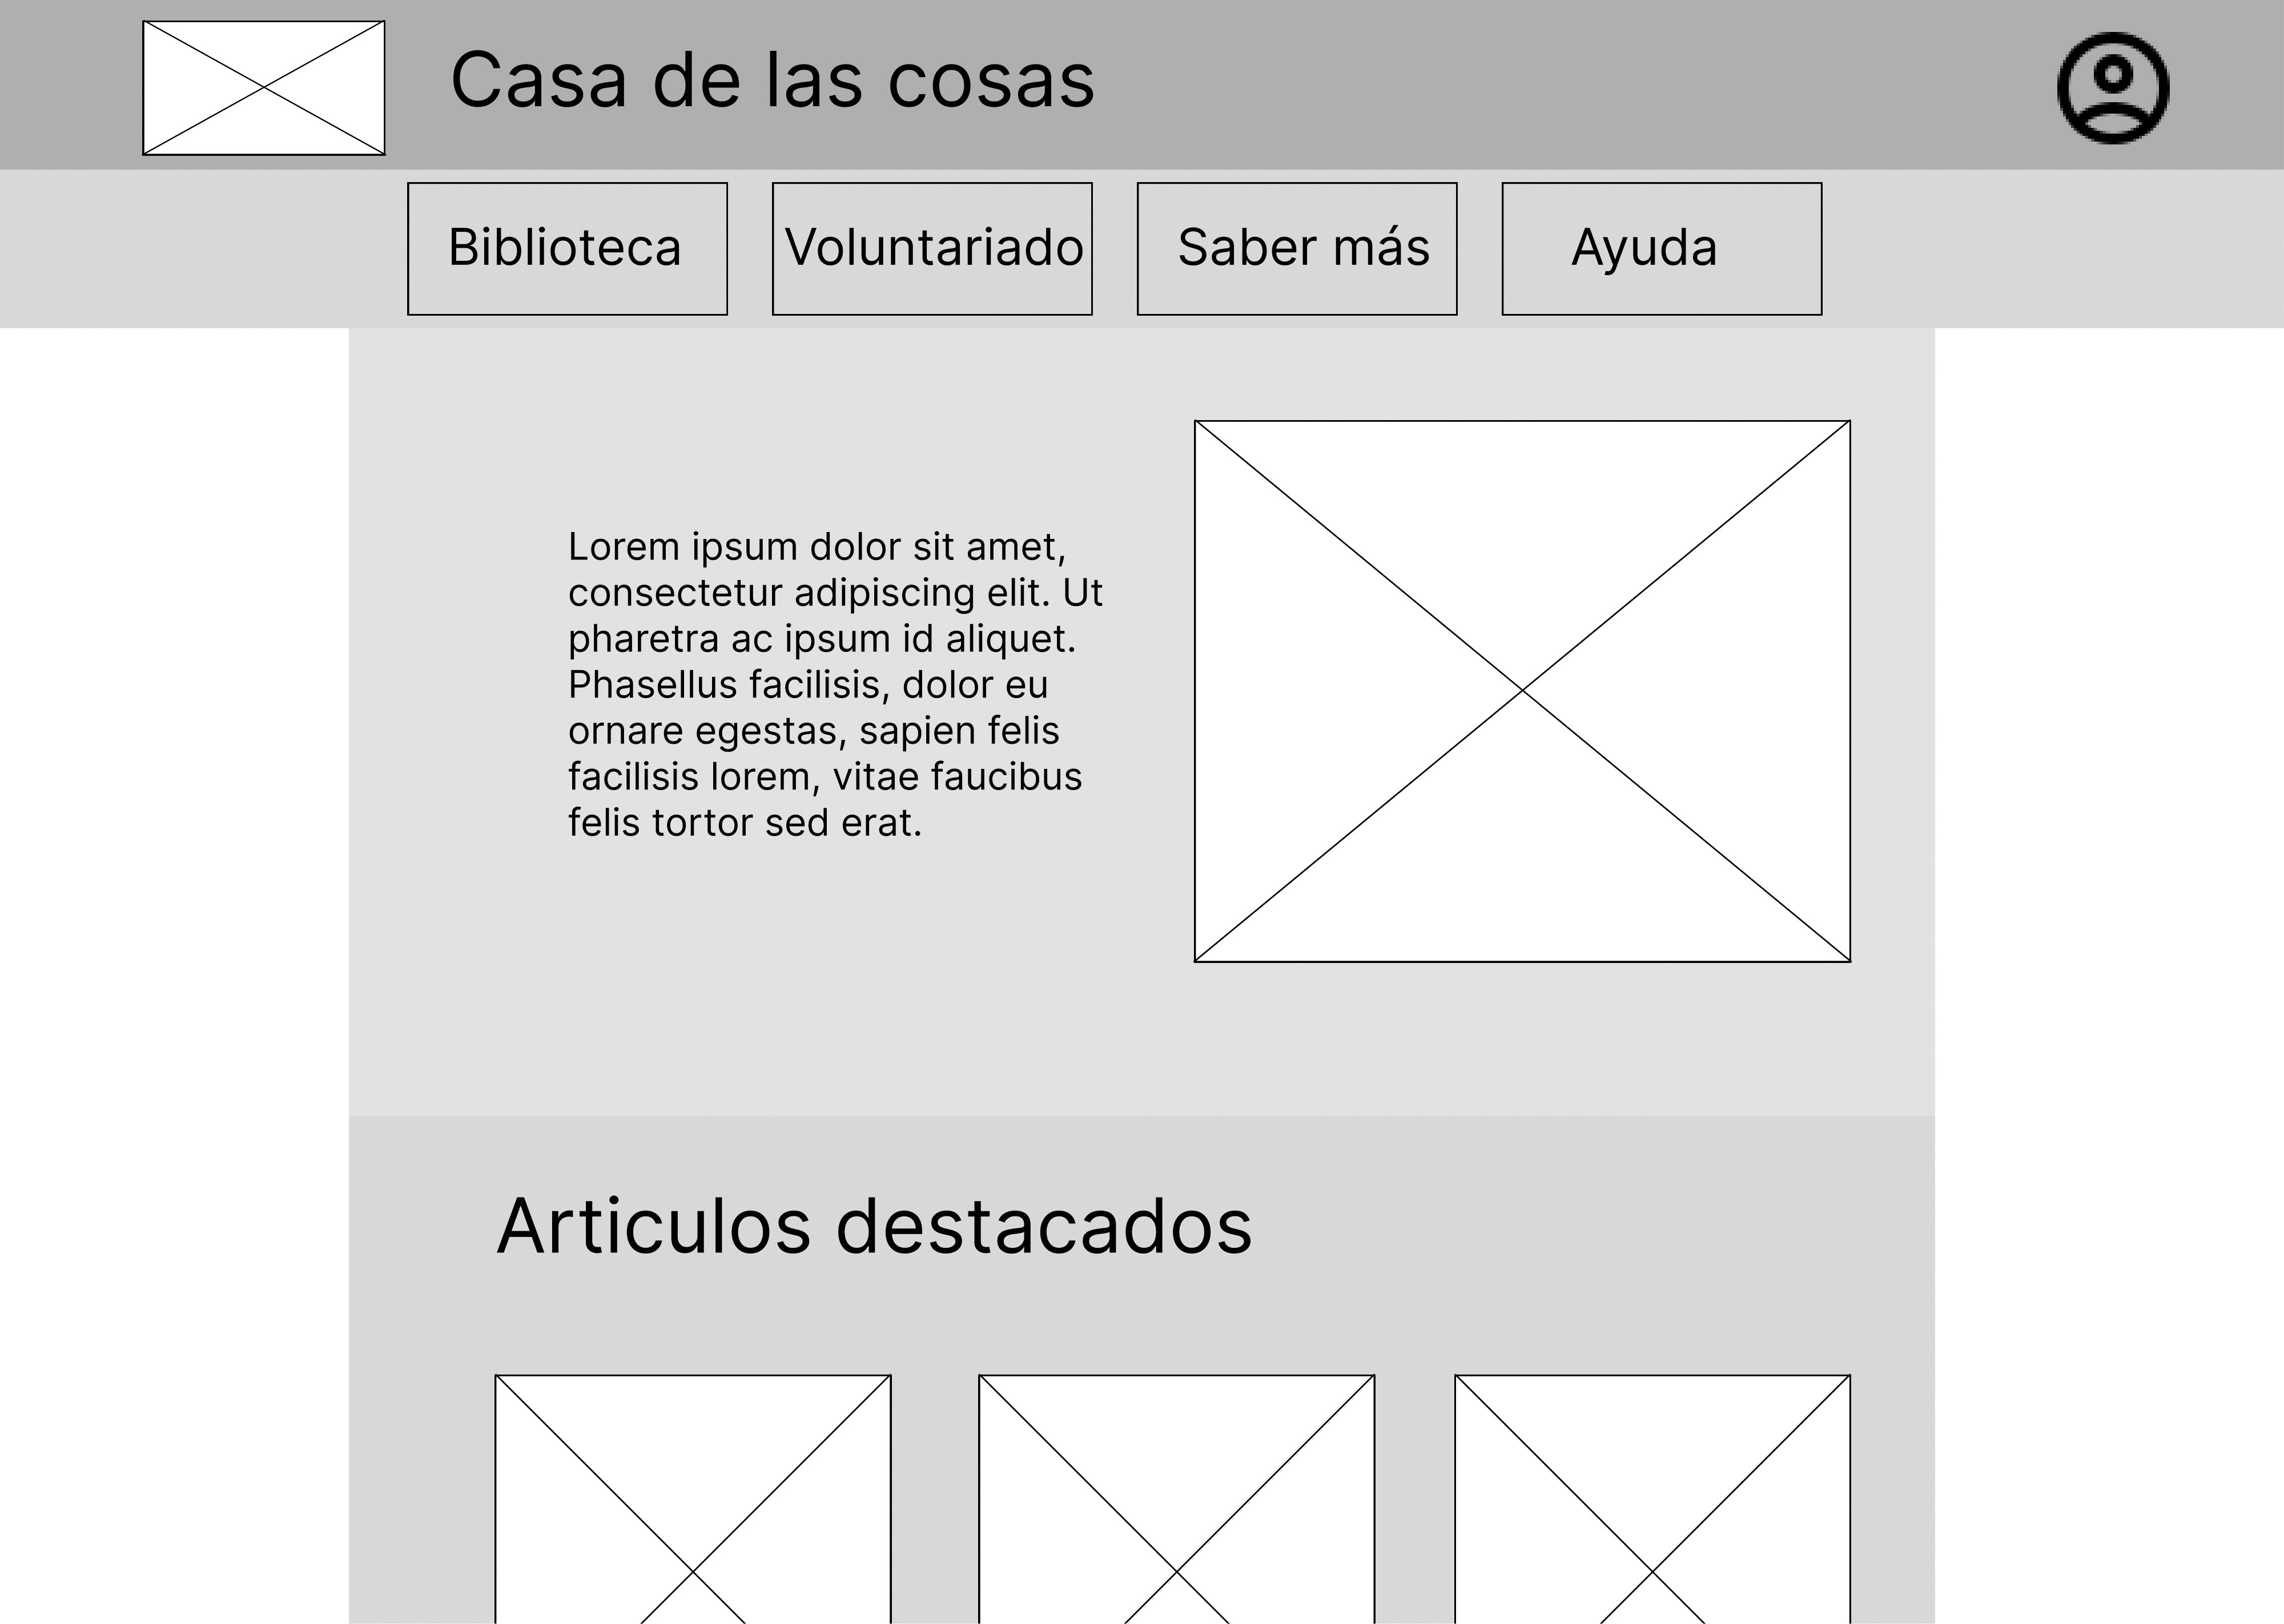 Casa de las cosas
Biblioteca
Voluntariado
Saber más
Ayuda
Lorem ipsum dolor sit amet,
consectetur adipiscing elit. Ut
pharetra ac ipsum id aliquet.
Phasellus facilisis, dolor eu
ornare egestas, sapien felis
facilisis lorem, vitae faucibus
felis tortor sed erat.
Articulos destacados